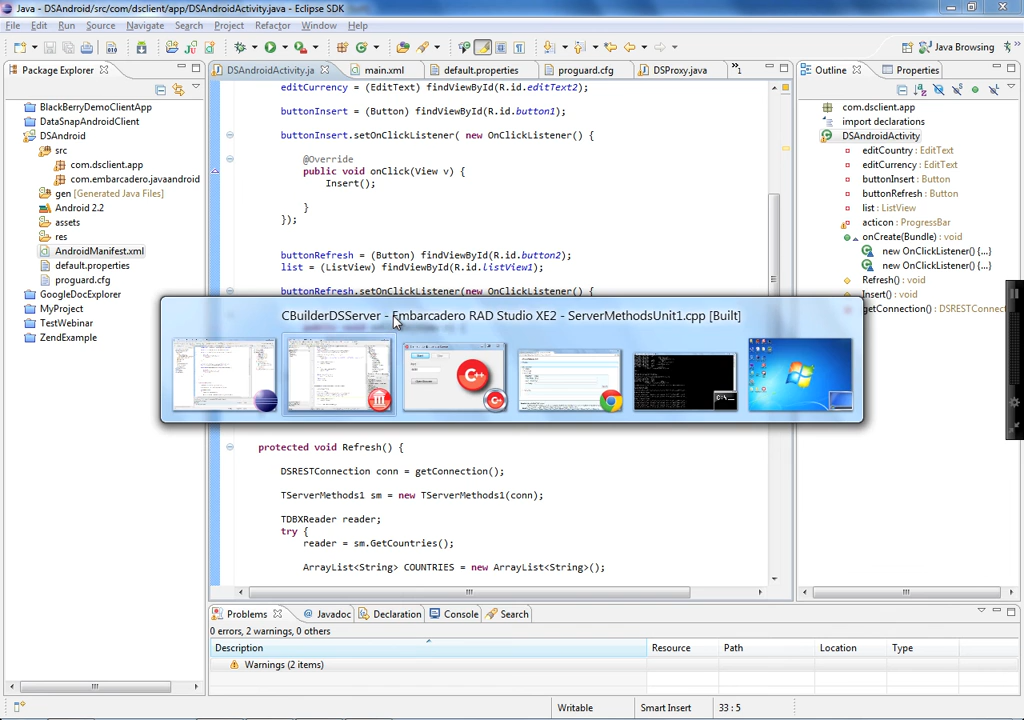 Java - DSAndroid/src/com/dsclient/app/DSAndroidActivity.java - Eclipse SDK
File Edit Run Source Navigate Search Project Refactor Window Help
Java Browsing
Package Explorer
BlackBerryDemoClientApp
DataSnapAndroidClient
DSAndroid
src
com.dsclient.app
com.embarcadero.javaandroid
gen [Generated Java Files]
Android 2.2
assets
res
AndroidManifest.xml
default.properties
proguard.cfg
GoogleDocExplorer
MyProject
TestWebinar
ZendExample
DSAndroidActivity.ja main.xml default.properties proguard.cfg DSProxy.java »1
editCurrency = (EditText) findViewById(R.id.editText2);
buttonInsert = (Button) findViewById(R.id.button1);
buttonInsert.setOnClickListener( new OnClickListener() {
@Override
public void onClick(View v) {
Insert();
}
});
buttonRefresh = (Button) findViewById(R.id.button2);
list = (ListView) findViewById(R.id.listView1);
buttonRefresh.setOnClickListener(new OnClickListener() {
CBuilderDSServer - Embarcadero RAD Studio XE2 - ServerMethodsUnit1.cpp [Built]
protected void Refresh() {
DSRESTConnection conn = getConnection();
TServerMethods1 sm = new TServerMethods1(conn);
TDBXReader reader;
try {
reader = sm.GetCountries();
ArrayList<String> COUNTRIES = new ArrayList<String>();
Outline Properties
com.dsclient.app
import declarations
DSAndroidActivity
editCountry : EditText
editCurrency : EditText
buttonInsert : Button
buttonRefresh : Button
list : ListView
acticon : ProgressBar
onCreate(Bundle) : void
new OnClickListener() {...}
new OnClickListener() {...}
Refresh() : void
Insert() : void
getConnection() : DSRESTConnect
Problems @ Javadoc Declaration Console Search
0 errors, 2 warnings, 0 others
Description Resource Path Location Type
Warnings (2 items)
Writable Smart Insert 33 : 5